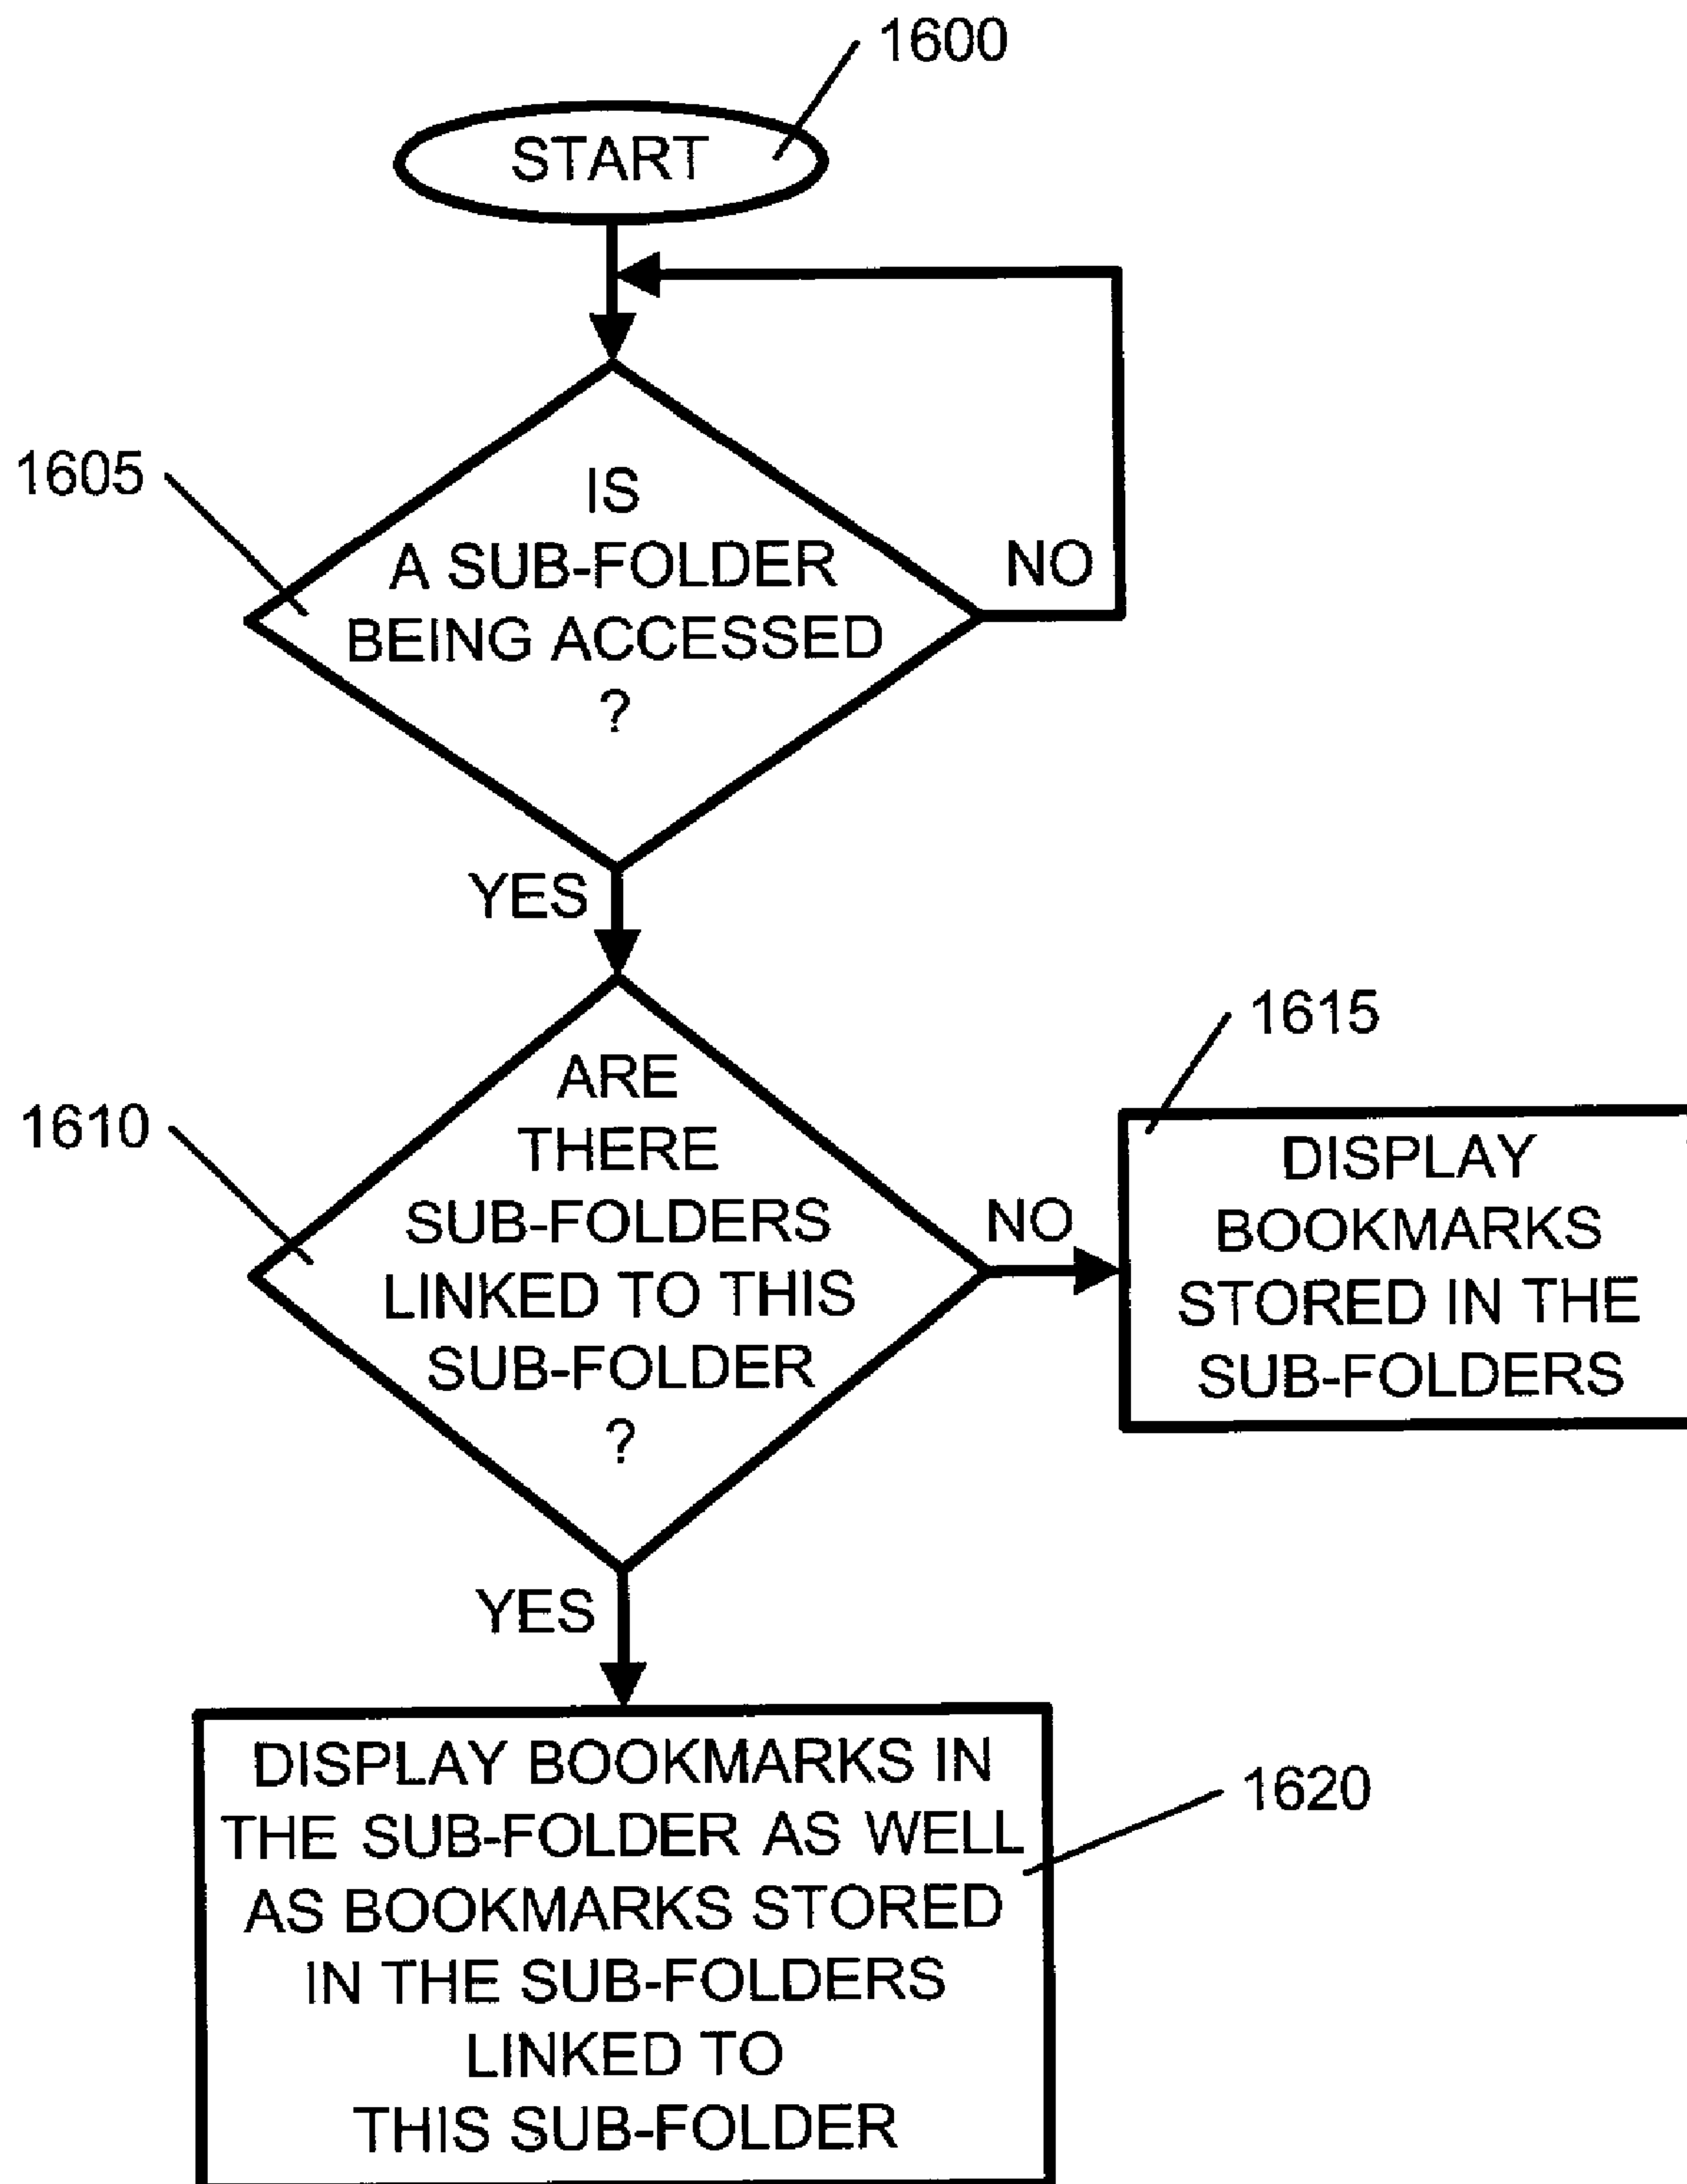 1600
START
1605
IS
A SUB-FOLDER
BEING ACCESSED
?
NO
YES
1610
ARE
THERE
SUB-FOLDERS
LINKED TO THIS
SUB-FOLDER
?
NO
1615
DISPLAY
BOOKMARKS
STORED IN THE
SUB-FOLDERS
YES
DISPLAY BOOKMARKS IN
THE SUB-FOLDER AS WELL
AS BOOKMARKS STORED
IN THE SUB-FOLDERS
LINKED TO
THIS SUB-FOLDER
1620